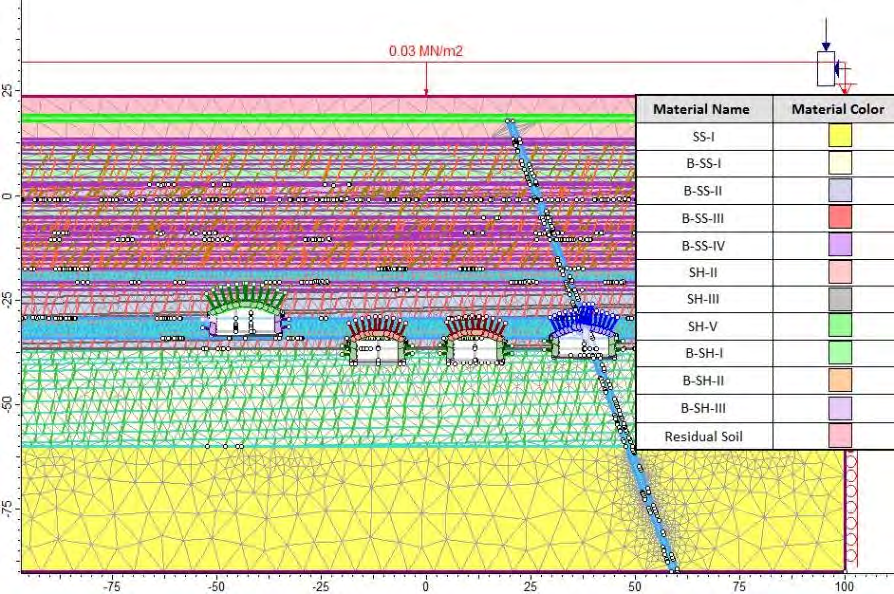 0.03 MN/m2
25
0
-25
-50
-75
Material Name Material Color
SS-I
B-SS-I
B-SS-II
B-SS-III
B-SS-IV
SH-II
SH-III
SH-V
B-SH-I
B-SH-II
B-SH-III
Residual Soil
-75 -50 -25 0 25 50 75 100